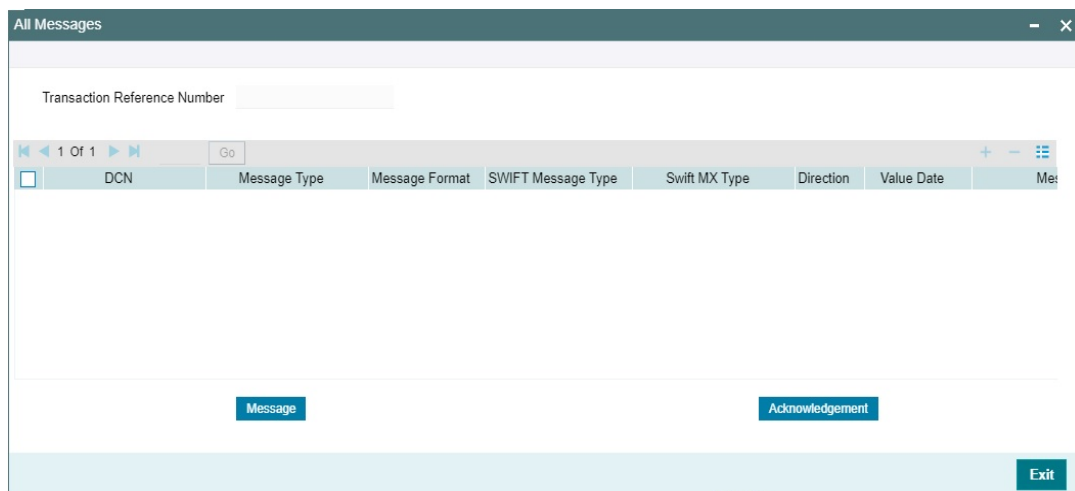 All Messages
Transaction Reference Number
1 Of 1 Go
DCN Message Type Message Format SWIFT Message Type Swift MX Type Direction Value Date Mes
Message Acknowledgement
Exit